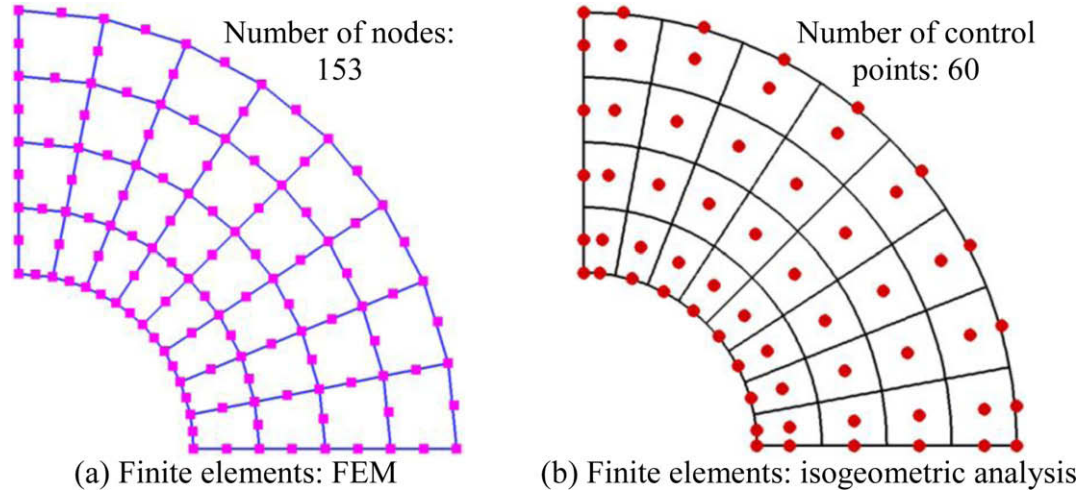 Number of nodes:
153
Number of control
points: 60
(a) Finite elements: FEM
(b) Finite elements: isogeometric analysis